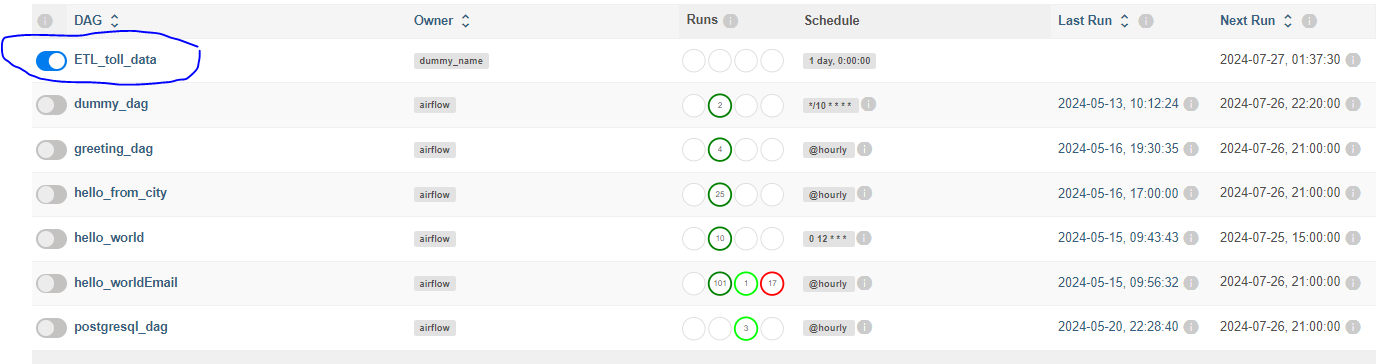 DAG Owner Runs Schedule Last Run Next Run
ETL_toll_data dummy_name 1 day, 0:00:00 2024-07-27, 01:37:30
dummy_dag airflow 2 */10 * * * * 2024-05-13, 10:12:24 2024-07-26, 22:20:00
greeting_dag airflow 4 @hourly 2024-05-16, 19:30:35 2024-07-26, 21:00:00
hello_from_city airflow 25 @hourly 2024-05-16, 17:00:00 2024-07-26, 21:00:00
hello_world airflow 10 0 12 * * * 2024-05-15, 09:43:43 2024-07-25, 15:00:00
hello_worldEmail airflow 101 1 17 @hourly 2024-05-15, 09:56:32 2024-07-26, 21:00:00
postgresql_dag airflow 3 @hourly 2024-05-20, 22:28:40 2024-07-26, 21:00:00